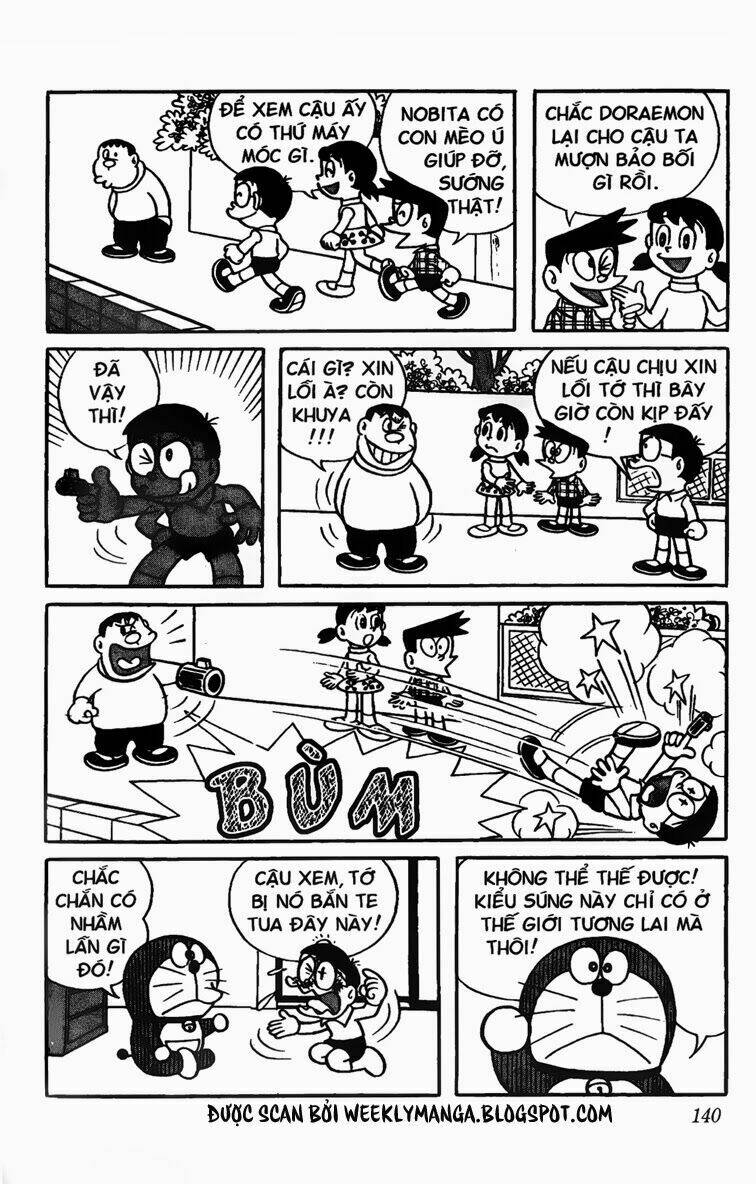 ĐỂ XEM CẬU ẤY
CÓ THỨ MÁY
MÓC GÌ.
NOBITA CÓ
CON MÈO Ú
GIÚP ĐỠ,
SƯỚNG
THẬT!
CHẮC DORAEMON
LẠI CHO CẬU TA
MƯỢN BẢO BỐI
GÌ RỒI.
ĐÃ
VẬY
THÌ!
CÁI GÌ? XIN
LỖI À? CÒN
KHUYA
!!!
NẾU CẬU CHỊU XIN
LỖI TỚ THÌ BÂY
GIỜ CÒN KỊP ĐẤY
!
BÙM
CHẮC
CHẮN CÓ
NHẦM
LẪN GÌ
ĐÓ!
CẬU XEM, TỚ
BỊ NÓ BẮN TE
TUA ĐÂY NÀY!
KHÔNG THỂ THẾ ĐƯỢC!
KIỂU SÚNG NÀY CHỈ CÓ Ở
THẾ GIỚI TƯƠNG LAI MÀ
THÔI!
ĐƯỢC SCAN BỞI WEEKLYMANGA.BLOGSPOT.COM
140